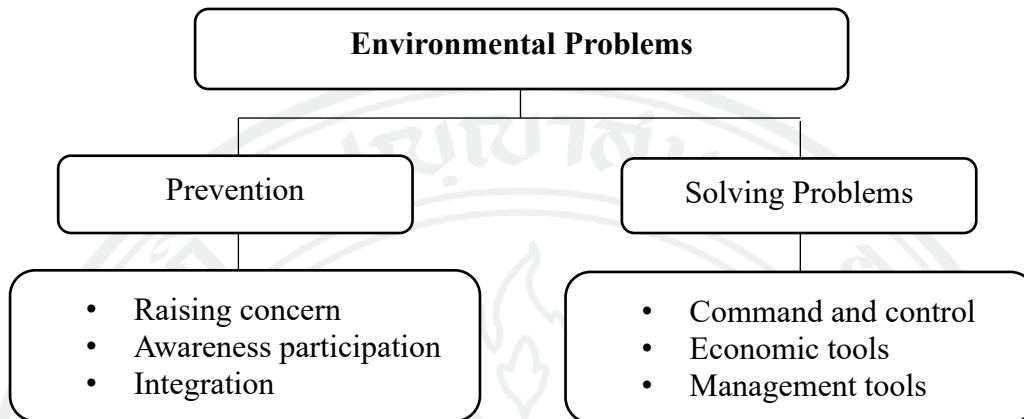 Environmental Problems
Prevention
Solving Problems
• Raising concern
• Awareness participation
• Integration
• Command and control
• Economic tools
• Management tools